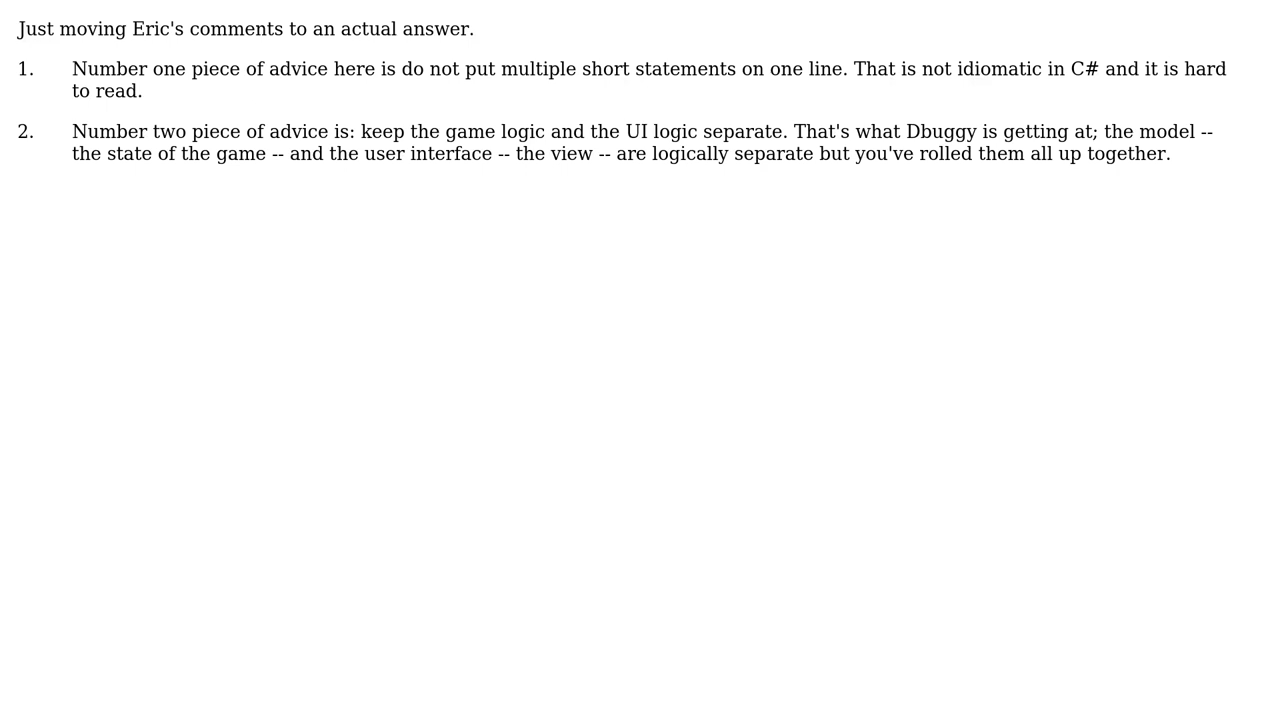 Just moving Eric's comments to an actual answer.
1. Number one piece of advice here is do not put multiple short statements on one line. That is not idiomatic in C# and it is hard
to read.
2. Number two piece of advice is: keep the game logic and the UI logic separate. That's what Dbuggy is getting at; the model --
the state of the game -- and the user interface -- the view -- are logically separate but you've rolled them all up together.